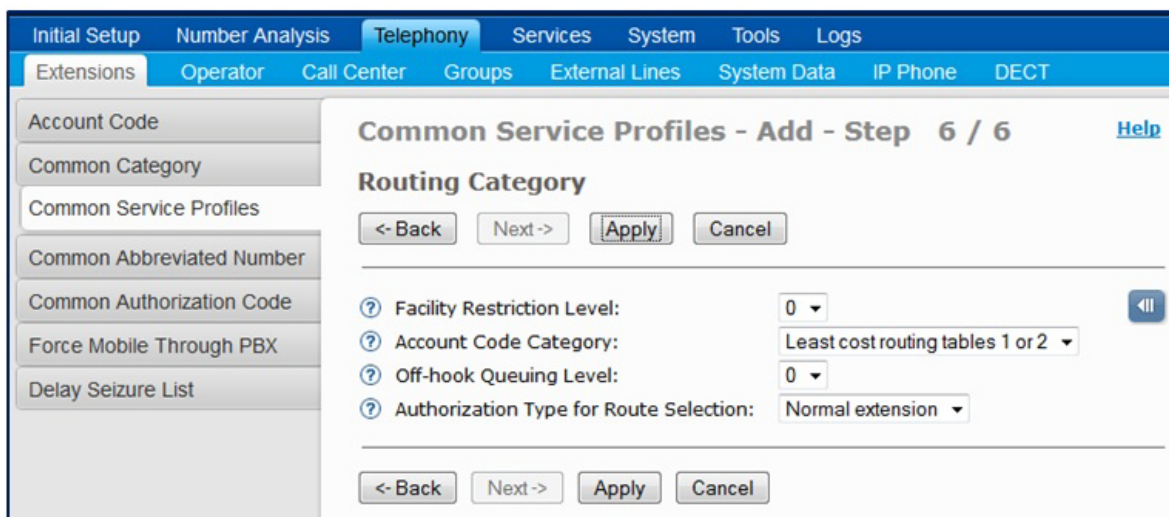 Initial Setup Number Analysis Telephony Services System Tools Logs
Extensions Operator Call Center Groups External Lines System Data IP Phone DECT
Account Code
Common Category
Common Service Profiles
Common Abbreviated Number
Common Authorization Code
Force Mobile Through PBX
Delay Seizure List
Common Service Profiles - Add - Step 6 / 6 Help
Routing Category
<- Back Next -> Apply Cancel
? Facility Restriction Level: 0
? Account Code Category: Least cost routing tables 1 or 2
? Off-hook Queuing Level: 0
? Authorization Type for Route Selection: Normal extension
<- Back Next -> Apply Cancel